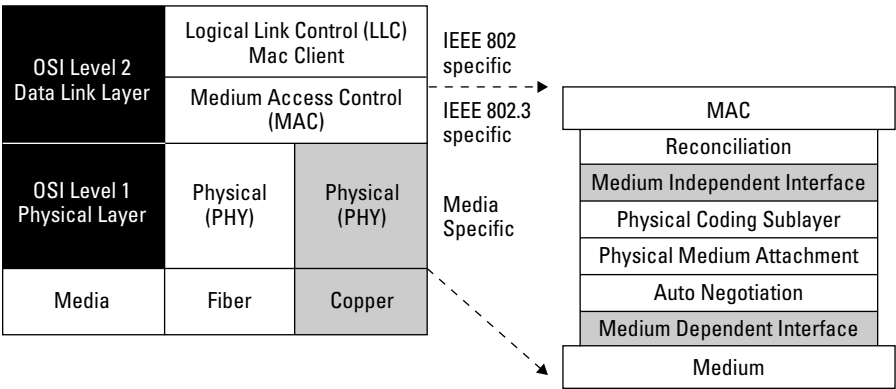 OSI Level 2
Data Link Layer
Logical Link Control (LLC)
Mac Client
Medium Access Control
(MAC)
IEEE 802
specific
IEEE 802.3
specific
OSI Level 1
Physical Layer
Physical
(PHY)
Physical
(PHY)
Media
Specific
Media
Fiber
Copper
MAC
Reconciliation
Medium Independent Interface
Physical Coding Sublayer
Physical Medium Attachment
Auto Negotiation
Medium Dependent Interface
Medium